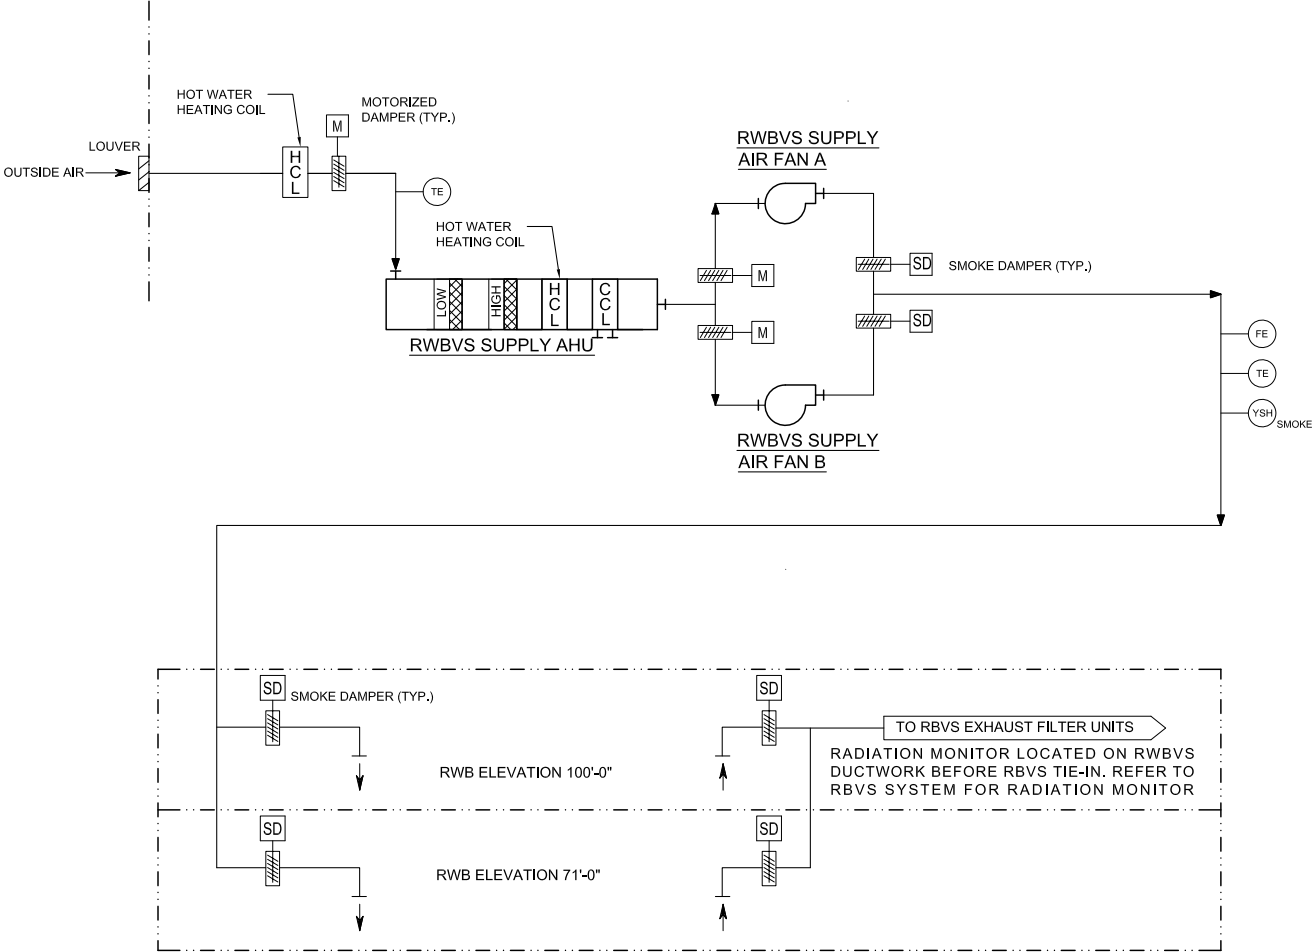 HOT WATER
HEATING COIL
MOTORIZED
DAMPER (TYP.)
M
LOUVER
OUTSIDE AIR
HCL
TE
RWBVS SUPPLY
AIR FAN A
HOT WATER
HEATING COIL
SD
SMOKE DAMPER (TYP.)
M
LOW
HIGH
HCL
CCL
SD
M
RWBVS SUPPLY AHU
FE
TE
YSH
SMOKE
RWBVS SUPPLY
AIR FAN B
SD
SMOKE DAMPER (TYP.)
SD
TO RBVS EXHAUST FILTER UNITS
RWB ELEVATION 100'-0"
RADIATION MONITOR LOCATED ON RWBVS
DUCTWORK BEFORE RBVS TIE-IN. REFER TO
RBVS SYSTEM FOR RADIATION MONITOR
SD
SD
RWB ELEVATION 71'-0"